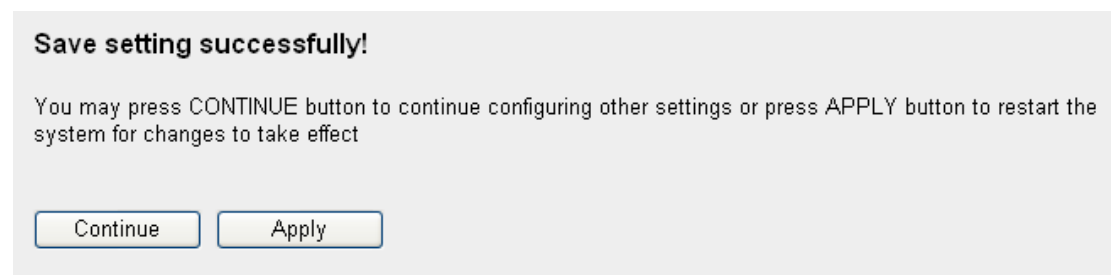 Save setting successfully!
You may press CONTINUE button to continue configuring other settings or press APPLY button to restart the
system for changes to take effect
Continue Apply